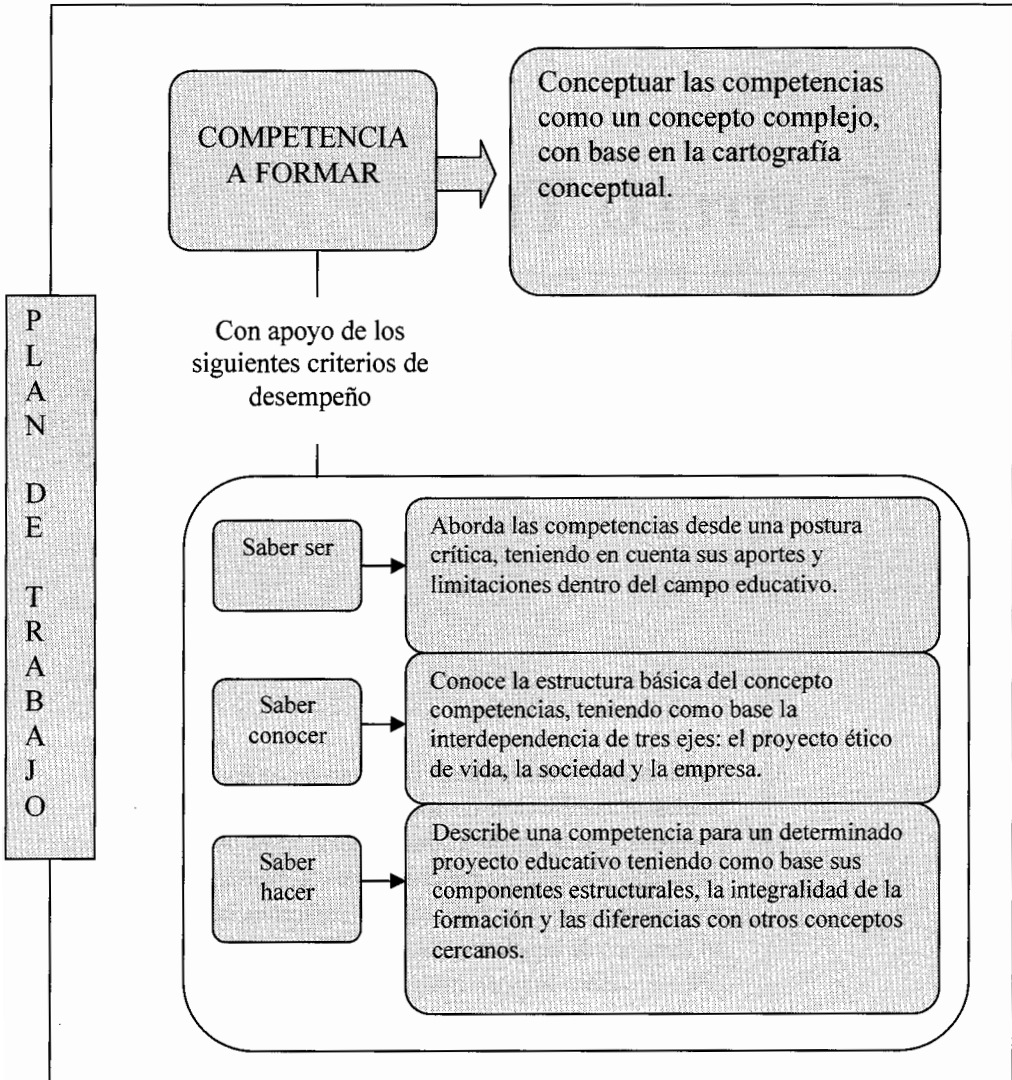 COMPETENCIA
A FORMAR
Conceptuar las competencias
como un concepto complejo,
con base en la cartografía
conceptual.
PLAN DE TRABAJO
Con apoyo de los
siguientes criterios de
desempeño
Saber ser
Aborda las competencias desde una postura
crítica, teniendo en cuenta sus aportes y
limitaciones dentro del campo educativo.
Saber
conocer
Conoce la estructura básica del concepto
competencias, teniendo como base la
interdependencia de tres ejes: el proyecto ético
de vida, la sociedad y la empresa.
Saber
hacer
Describe una competencia para un determinado
proyecto educativo teniendo como base sus
componentes estructurales, la integralidad de la
formación y las diferencias con otros conceptos
cercanos.